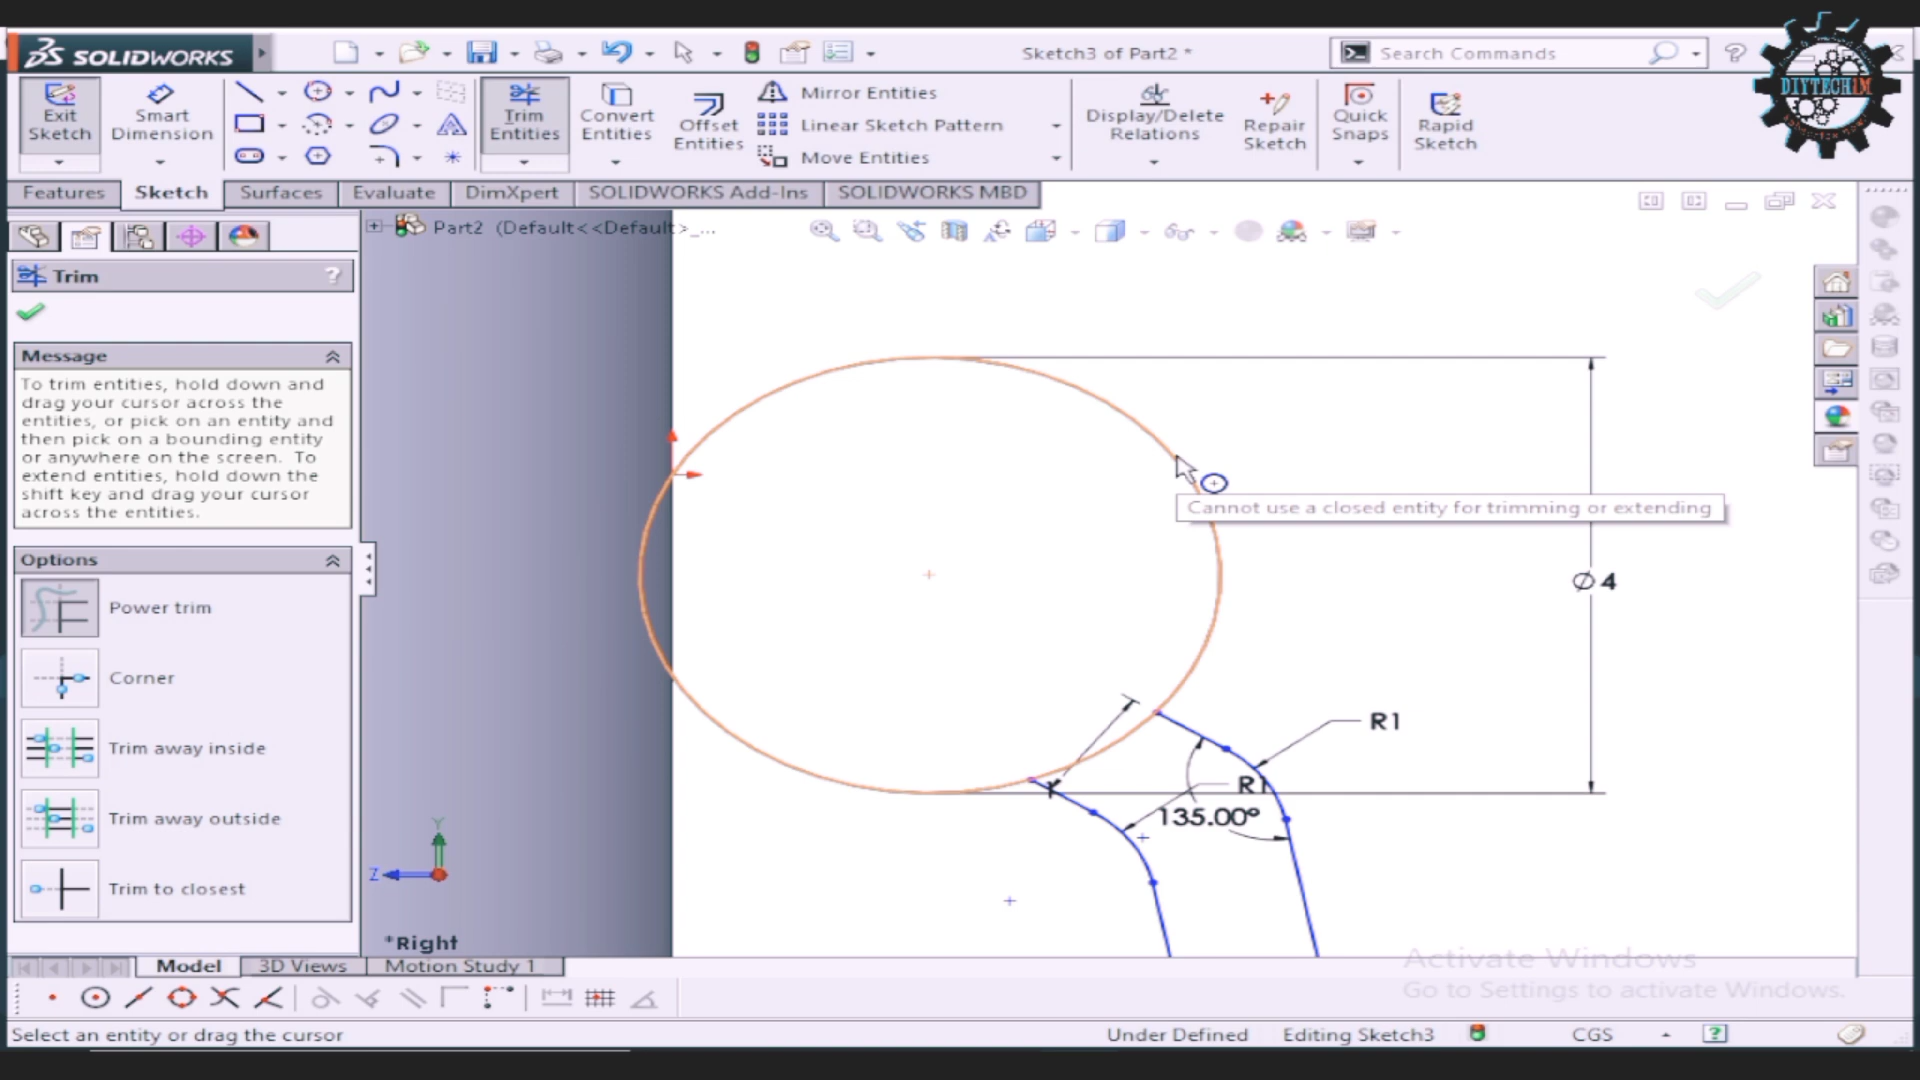 SOLIDWORKS
Sketch3 of Part2 *
Search Commands
DIYTECH1M
Exit Sketch
Smart Dimension
Trim Entities
Convert Entities
Offset Entities
Mirror Entities
Linear Sketch Pattern
Move Entities
Display/Delete Relations
Repair Sketch
Quick Snaps
Rapid Sketch
Features
Sketch
Surfaces
Evaluate
DimXpert
SOLIDWORKS Add-Ins
SOLIDWORKS MBD
Part2 (Default<<Default>_...
Trim
?
Message
To trim entities, hold down and
drag your cursor across the
entities, or pick on an entity and
then pick on a bounding entity
or anywhere on the screen. To
extend entities, hold down the
shift key and drag your cursor
across the entities.
Options
Power trim
Corner
Trim away inside
Trim away outside
Trim to closest
Cannot use a closed entity for trimming or extending
∅4
R1
R1
135.00°
1
Y
Z
*Right
Activate Windows
Go to Settings to activate Windows.
Model
3D Views
Motion Study 1
Select an entity or drag the cursor
Under Defined
Editing Sketch3
CGS
?